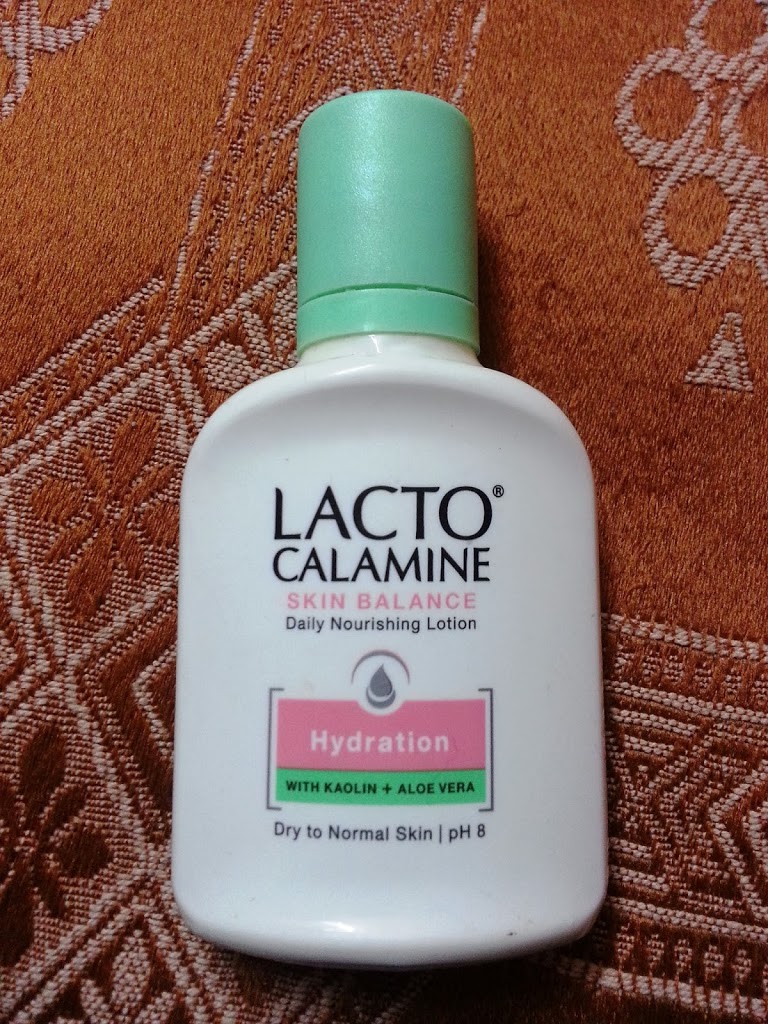 LACTO®
CALAMINE
SKIN BALANCE
Daily Nourishing Lotion
Hydration
WITH KAOLIN + ALOE VERA
Dry to Normal Skin | pH 8